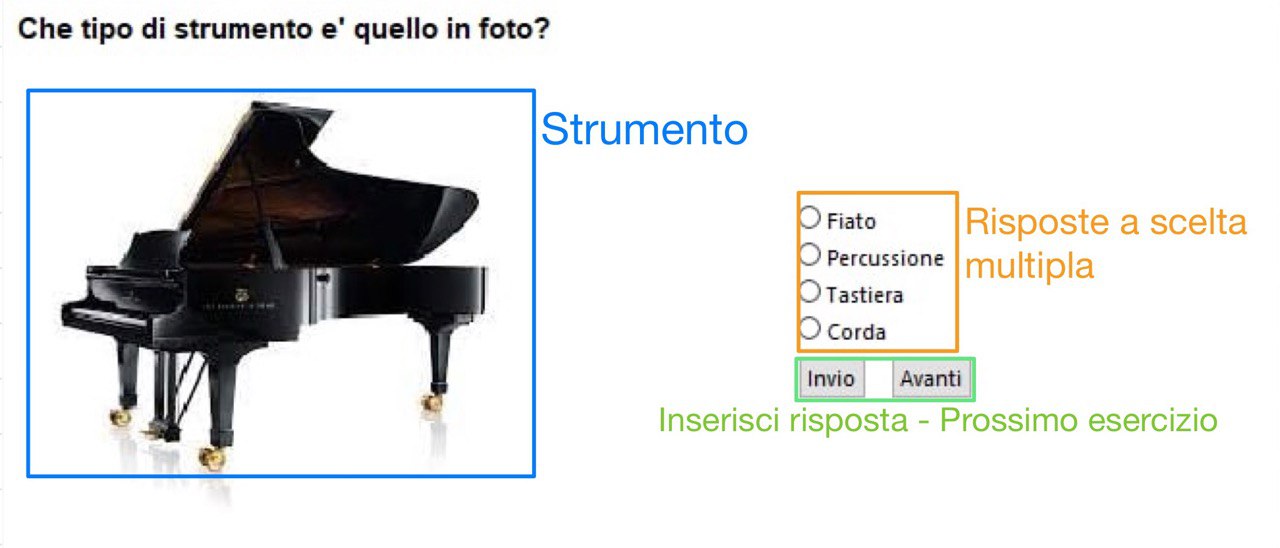 Che tipo di strumento e' quello in foto?
Strumento
Fiato
Percussione
Tastiera
Corda
Risposte a scelta
multipla
Invio
Avanti
Inserisci risposta - Prossimo esercizio